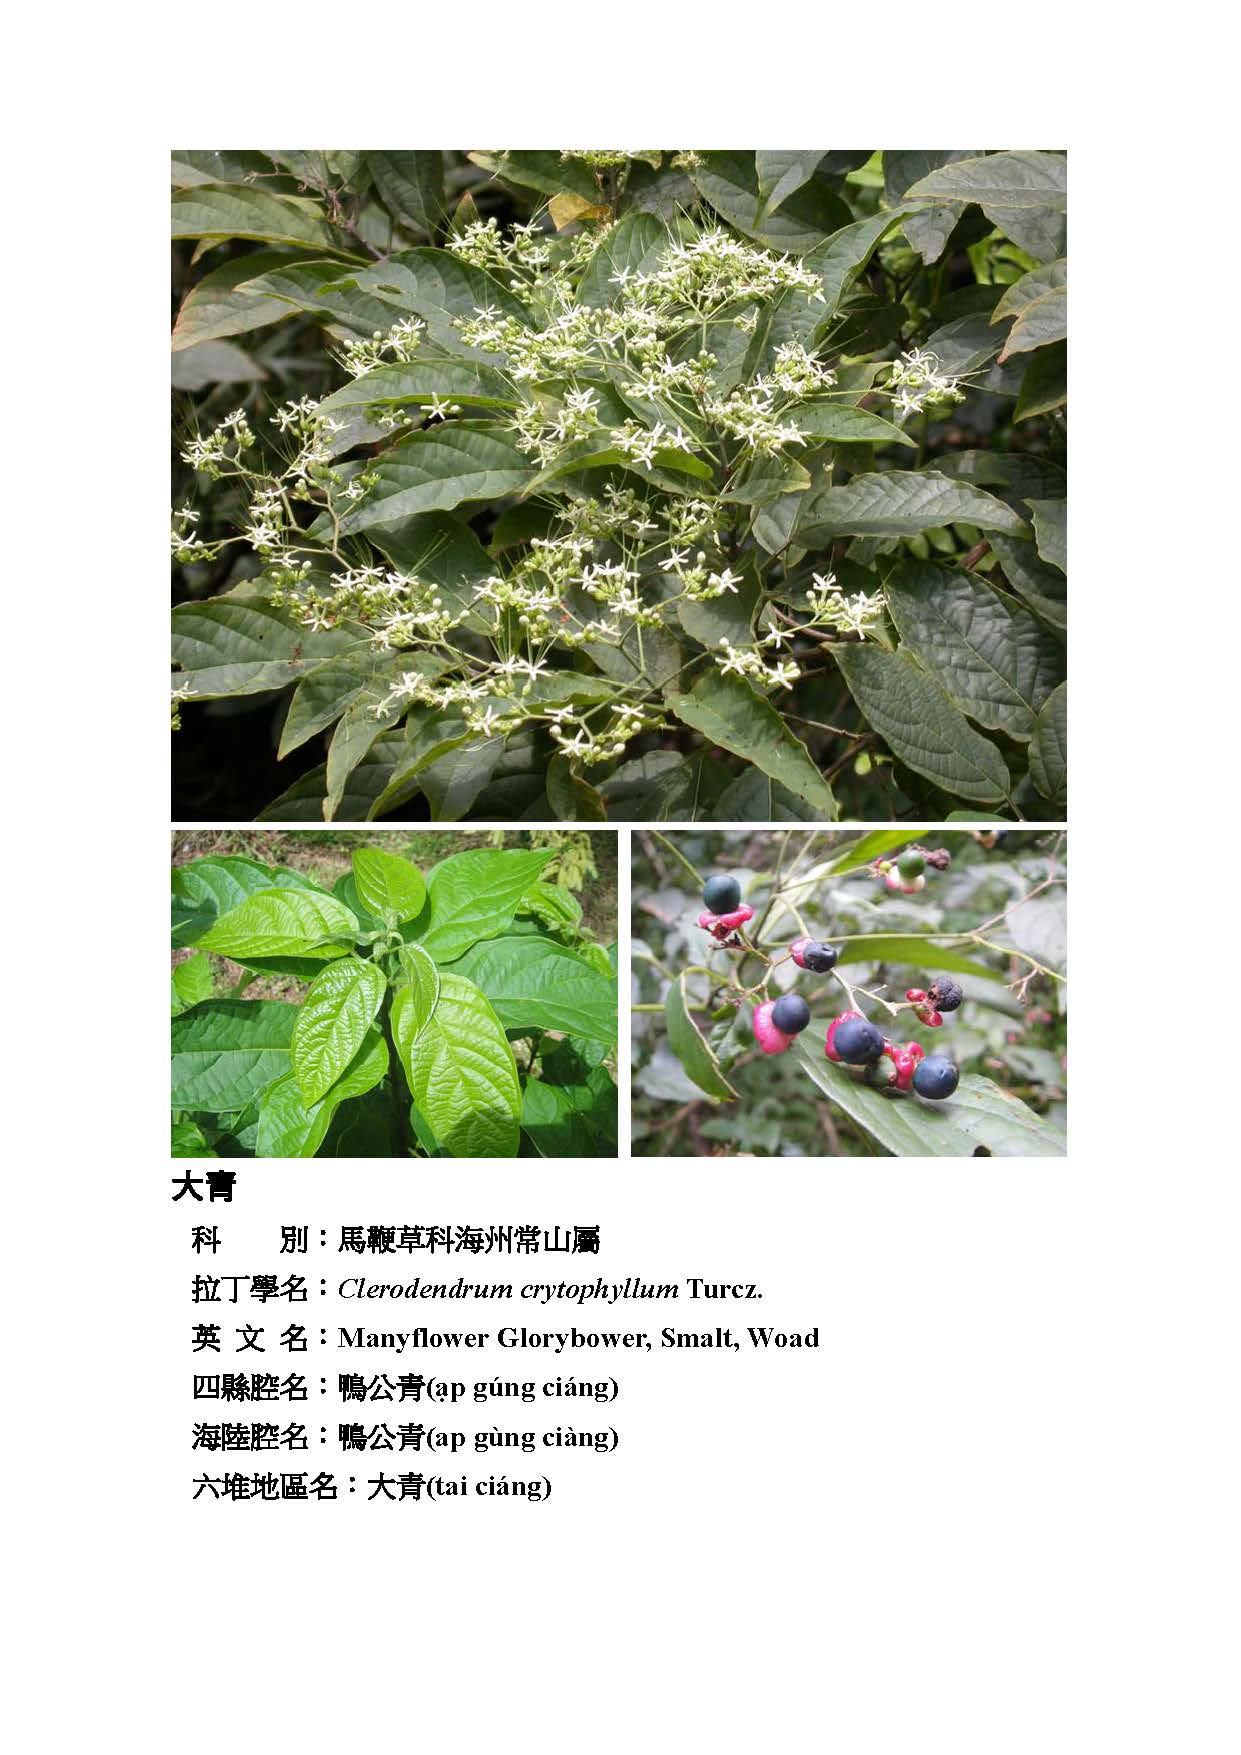 大青
科　　別：馬鞭草科海州常山屬
拉丁學名：Clerodendrum crytophyllum Turcz.
英 文 名：Manyflower Glorybower, Smalt, Woad
四縣腔名：鴨公青(ạp gúng ciáng)
海陸腔名：鴨公青(ap gùng ciàng)
六堆地區名：大青(tai ciáng)